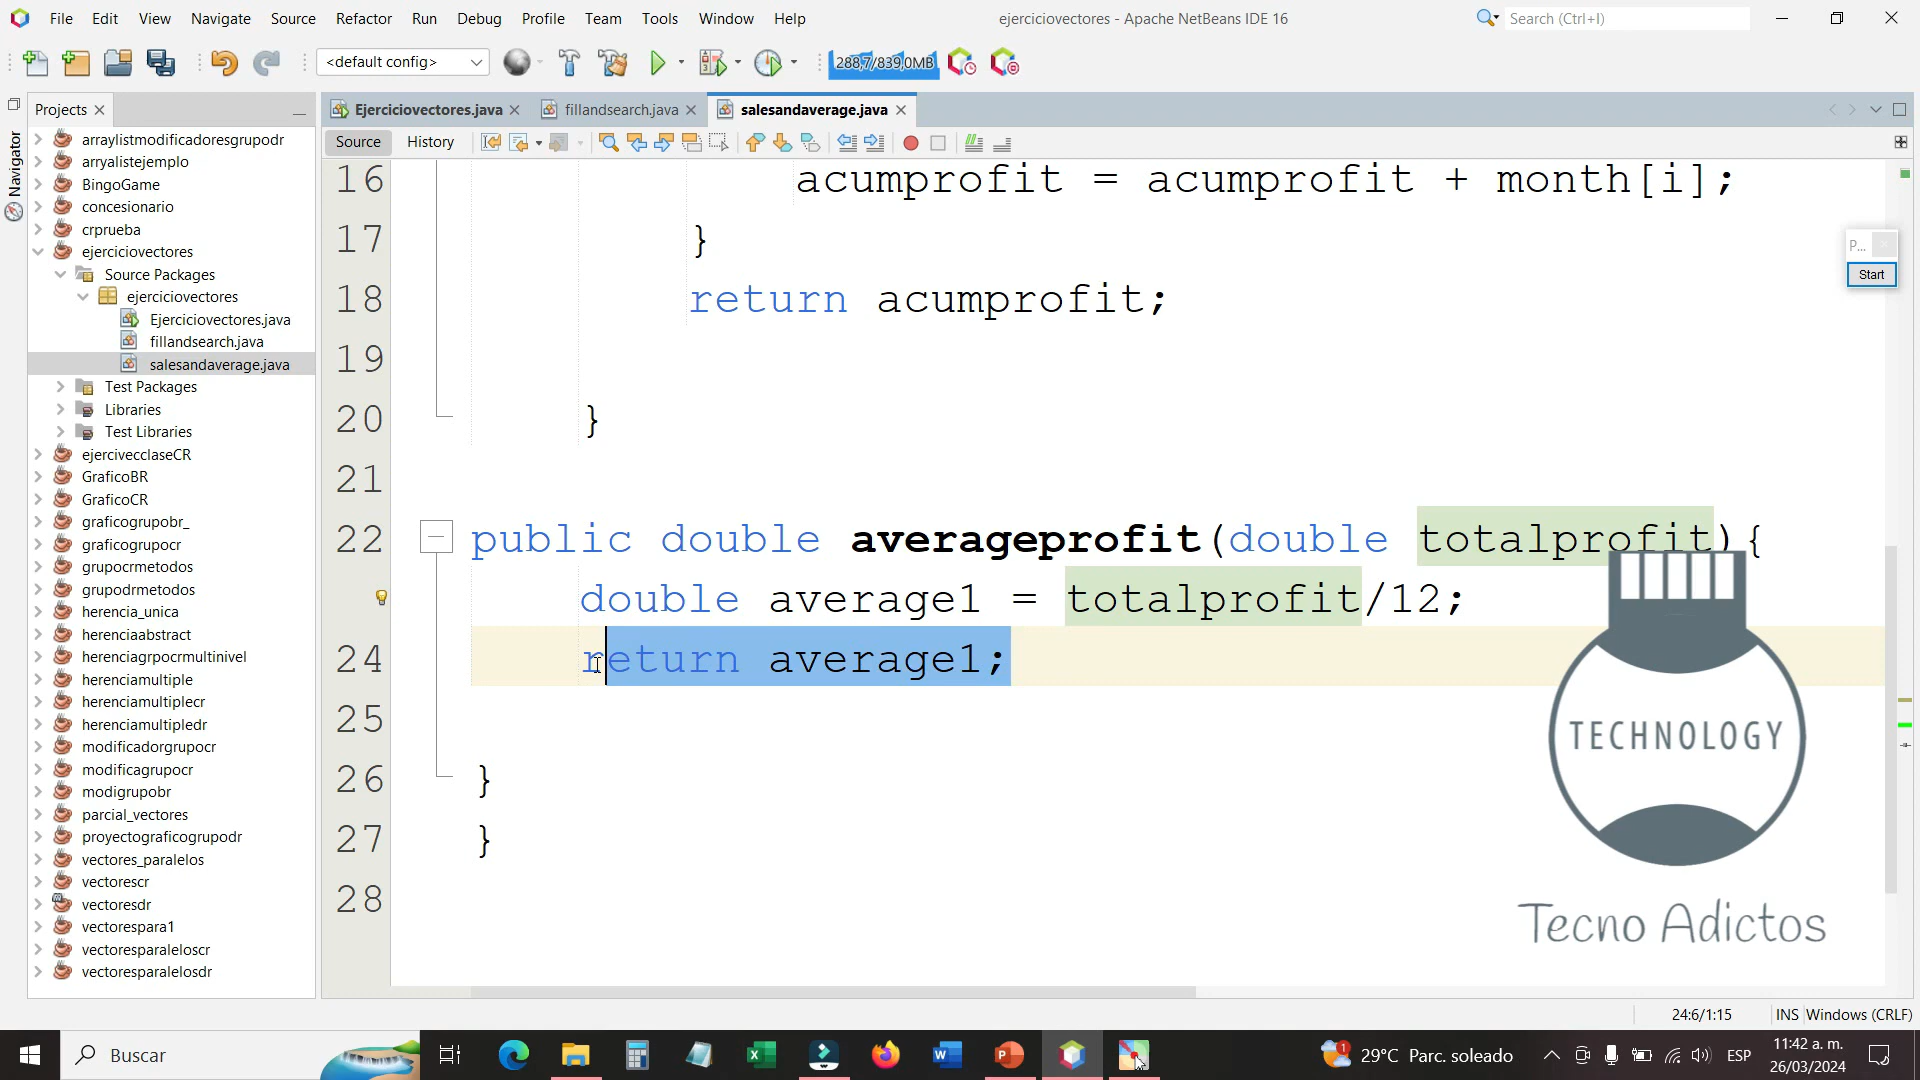 File Edit View Navigate Source Refactor Run Debug Profile Team Tools Window Help
ejerciciovectores - Apache NetBeans IDE 16
Search (Ctrl+I)
<default config>
288,7/839,0MB
Projects
Ejerciciovectores.java
fillandsearch.java
salesandaverage.java
Source
History
Navigator
arraylistmodificadoresgrupodr
arryalistejemplo
BingoGame
concesionario
crprueba
ejerciciovectores
Source Packages
ejerciciovectores
Ejerciciovectores.java
fillandsearch.java
salesandaverage.java
Test Packages
Libraries
Test Libraries
ejercivecclaseCR
GraficoBR
GraficoCR
graficogrupobr_
graficogrupocr
grupocrmetodos
grupodrmetodos
herencia_unica
herenciaabstract
herenciagrpocrmultinivel
herenciamultiple
herenciamultiplecr
herenciamultipledr
modificadorgrupocr
modificagrupocr
modigrupobr
parcial_vectores
proyectograficogrupodr
vectores_paralelos
vectorescr
vectoresdr
vectorespara1
vectoresparaleloscr
vectoresparalelosdr
16 acumprofit = acumprofit + month[i];
17 }
18 return acumprofit;
19
20 }
21
22 public double averageprofit(double totalprofit){
double average1 = totalprofit/12;
24 return average1;
25
26 }
27 }
28
P...
Start
TECHNOLOGY
Tecno Adictos
24:6/1:15
INS
Windows (CRLF)
Buscar
29°C Parc. soleado
ESP
11:42 a. m.
26/03/2024